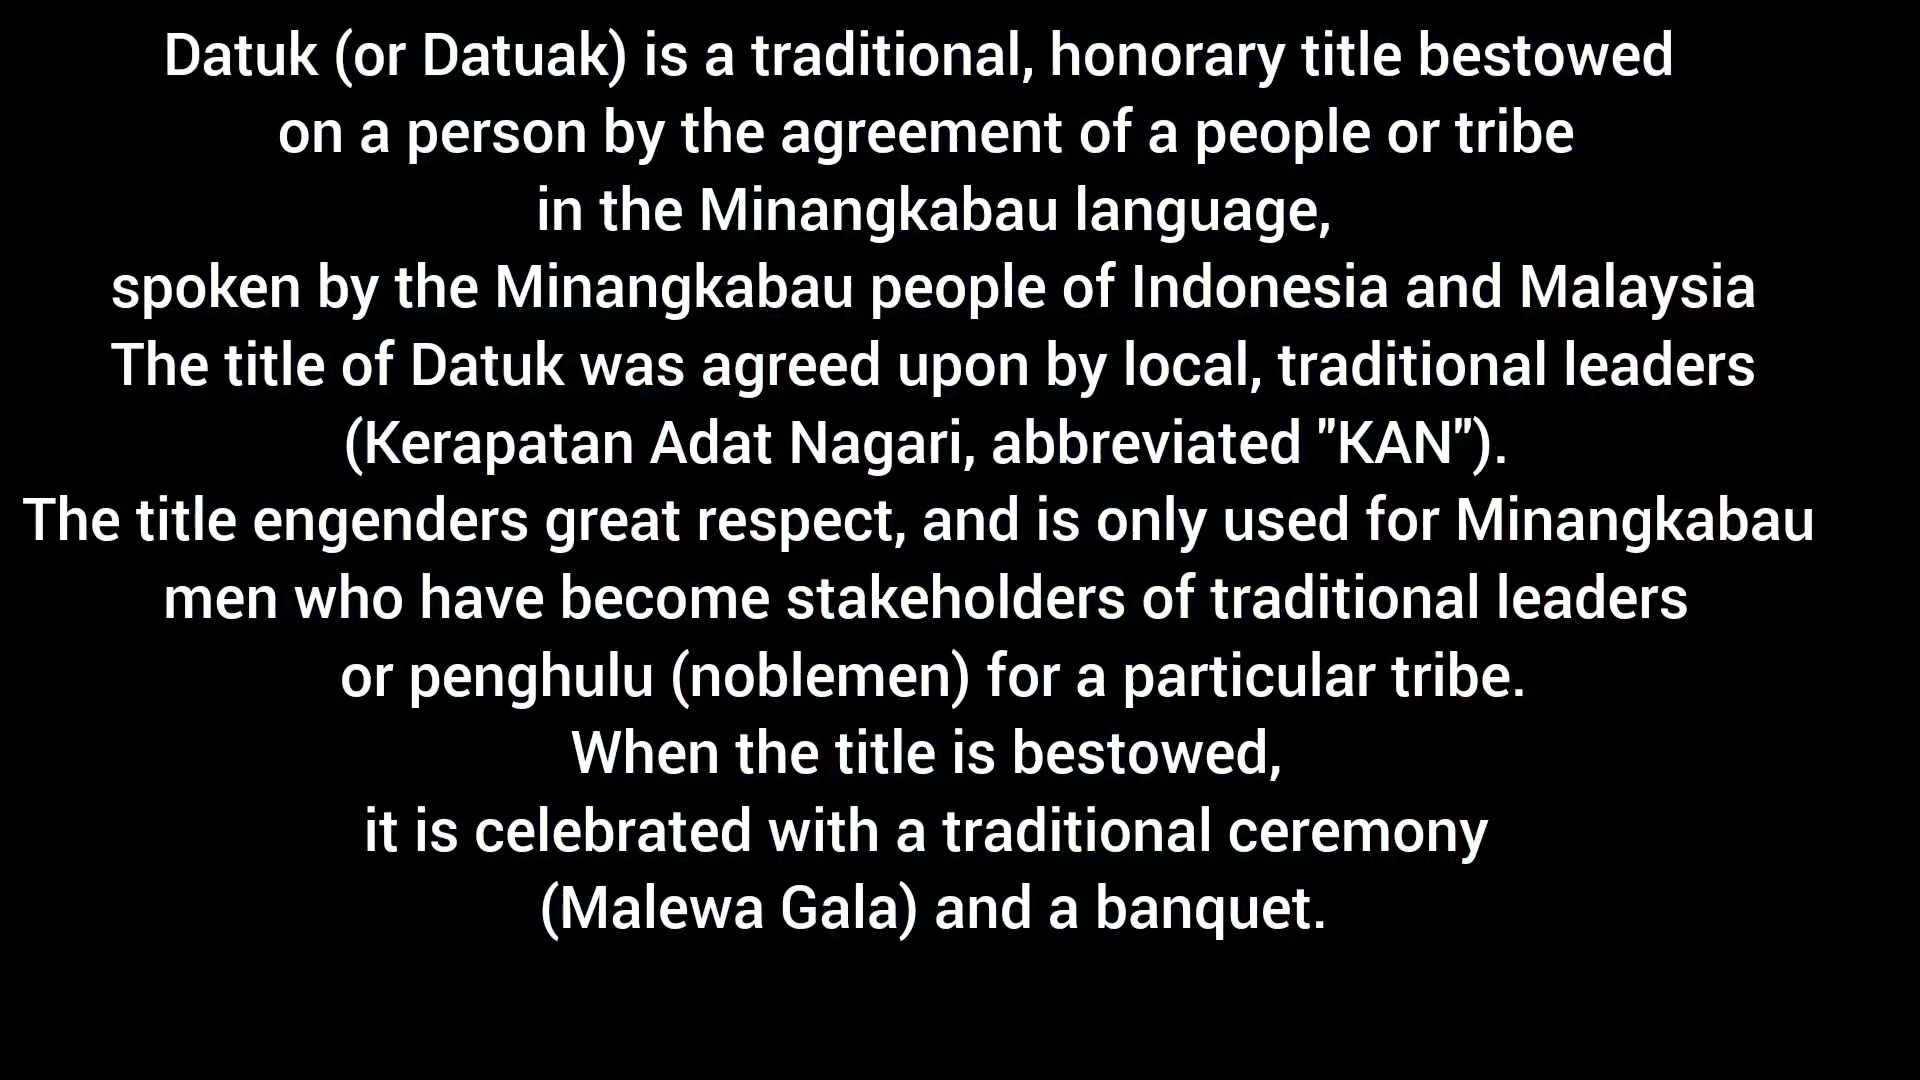 Datuk (or Datuak) is a traditional, honorary title bestowed
on a person by the agreement of a people or tribe
in the Minangkabau language,
spoken by the Minangkabau people of Indonesia and Malaysia
The title of Datuk was agreed upon by local, traditional leaders
(Kerapatan Adat Nagari, abbreviated "KAN").
The title engenders great respect, and is only used for Minangkabau
men who have become stakeholders of traditional leaders
or penghulu (noblemen) for a particular tribe.
When the title is bestowed,
it is celebrated with a traditional ceremony
(Malewa Gala) and a banquet.